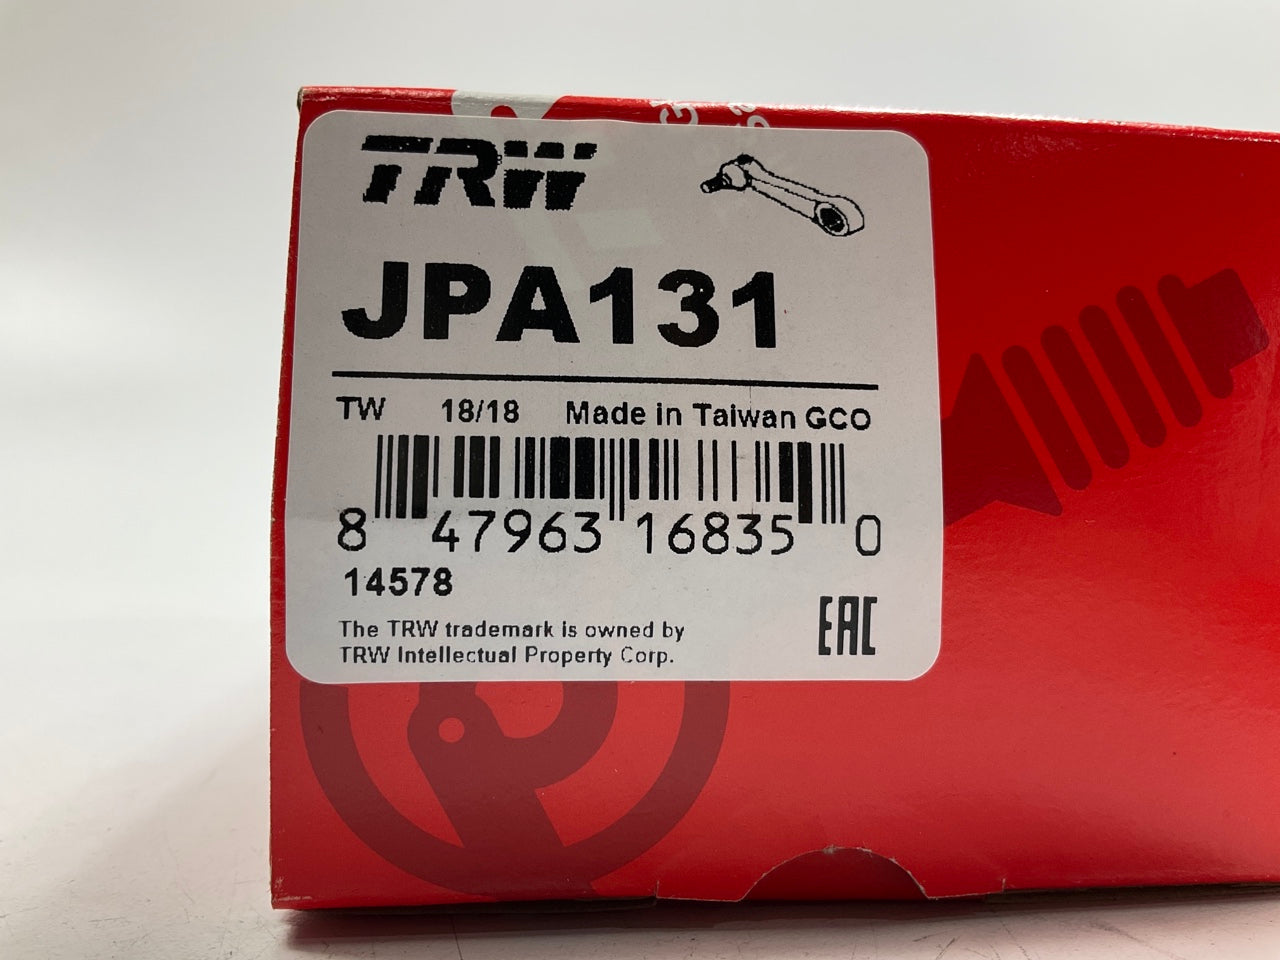 TRW
JPA131
TW 18/18 Made in Taiwan GCO
8 47963 16835 0
14578
The TRW trademark is owned by
TRW Intellectual Property Corp.
EAC